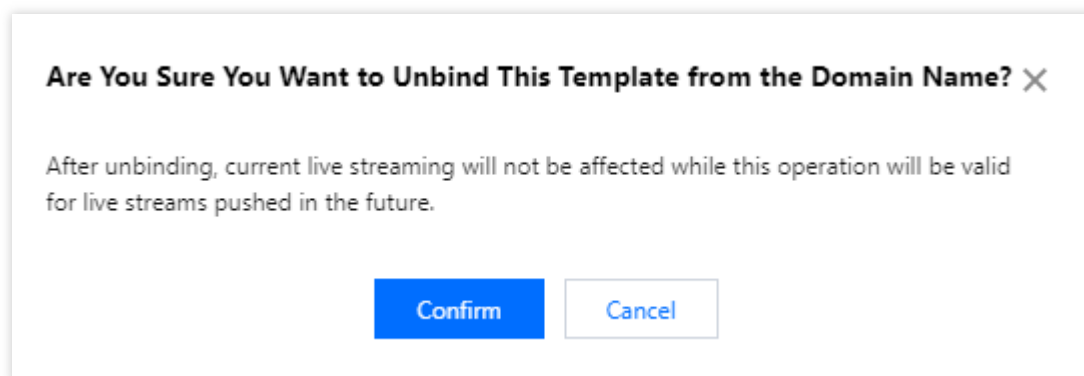 Are You Sure You Want to Unbind This Template from the Domain Name?
After unbinding, current live streaming will not be affected while this operation will be valid
for live streams pushed in the future.
Confirm
Cancel